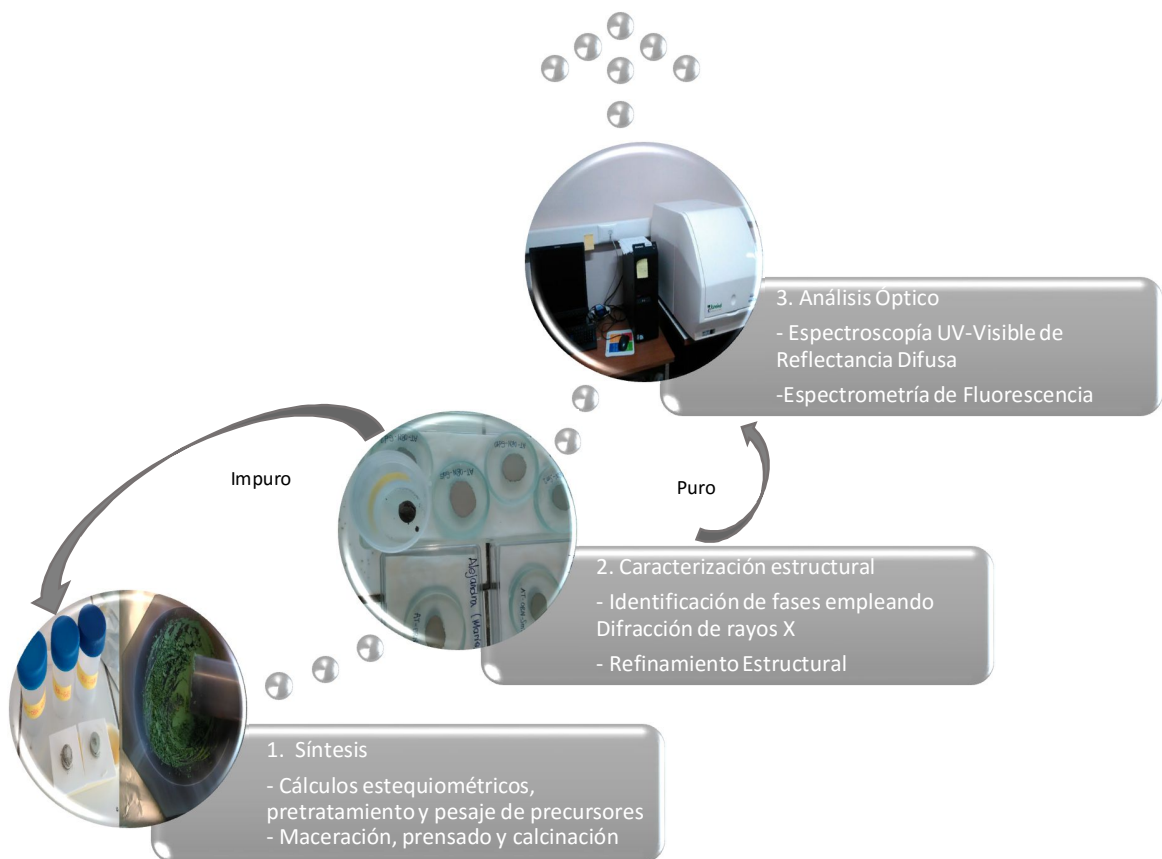 3. Análisis Óptico
- Espectroscopía UV-Visible de
Reflectancia Difusa
-Espectrometría de Fluorescencia
Impuro
Puro
2. Caracterización estructural
- Identificación de fases empleando
Difracción de rayos X
- Refinamiento Estructural
1. Síntesis
- Cálculos estequiométricos,
pretratamiento y pesaje de precursores
- Maceración, prensado y calcinación